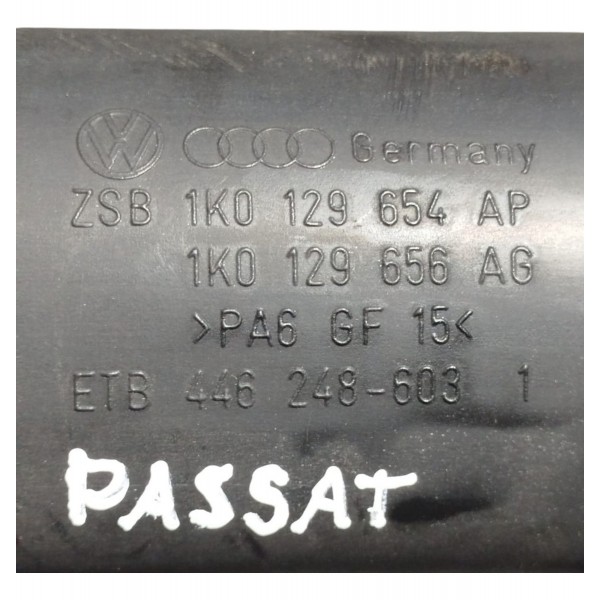 VW Germany
ZSB 1K0 129 654 AP
1K0 129 656 AG
>PA6 GF 15<
ETB 446 248-603 1
PASSAT